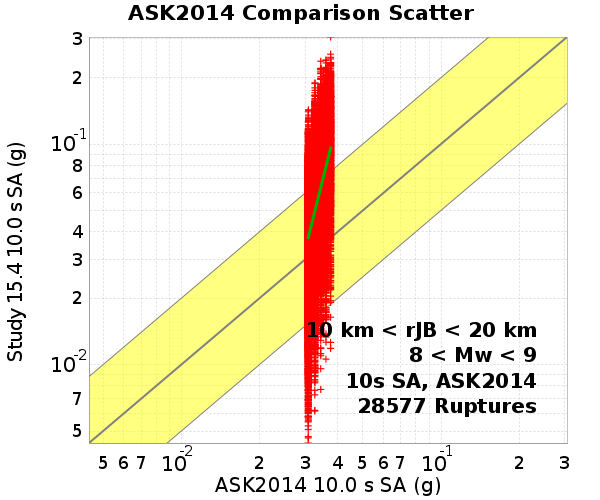 ASK2014 Comparison Scatter
Study 15.4 10.0 s SA (g)
3
2
10^-1
8
6
4
3
2
10^-2
7
5
10 km < rJB < 20 km
8 < Mw < 9
10s SA, ASK2014
28577 Ruptures
5 6 7 10^-2 2 3 4 5 6 7 10^-1 2 3
ASK2014 10.0 s SA (g)